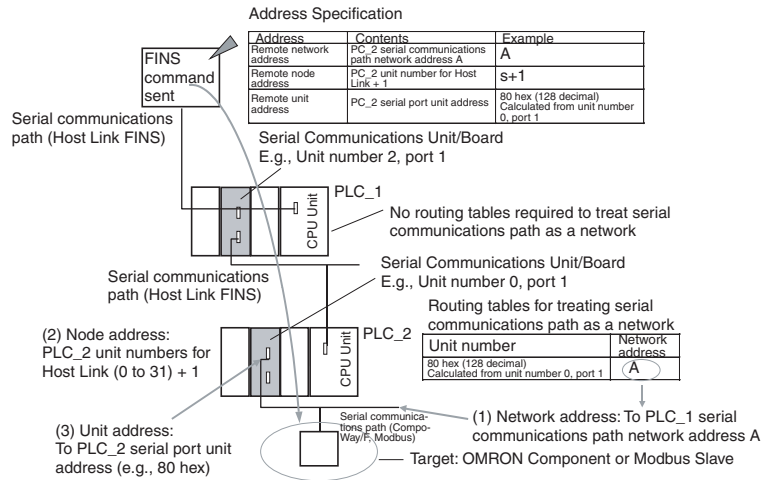 Address Specification
Address Contents Example
Remote network address PC_2 serial communications path network address A A
Remote node address PC_2 unit number for Host Link + 1 s+1
Remote unit address PC_2 serial port unit address 80 hex (128 decimal) Calculated from unit number 0, port 1
FINS
command
sent
Serial communications
path (Host Link FINS)
Serial Communications Unit/Board
E.g., Unit number 2, port 1
PLC_1
CPU Unit
No routing tables required to treat serial
communications path as a network
Serial communications
path (Host Link FINS)
Serial Communications Unit/Board
E.g., Unit number 0, port 1
Routing tables for treating serial
communications path as a network
Unit number Network address
80 hex (128 decimal) Calculated from unit number 0, port 1 A
(2) Node address:
PLC_2 unit numbers for
Host Link (0 to 31) + 1
PLC_2
CPU Unit
(3) Unit address:
To PLC_2 serial port unit
address (e.g., 80 hex)
Serial communica-
tions path (Compo-
Way/F, Modbus)
(1) Network address: To PLC_1 serial
communications path network address A
Target: OMRON Component or Modbus Slave